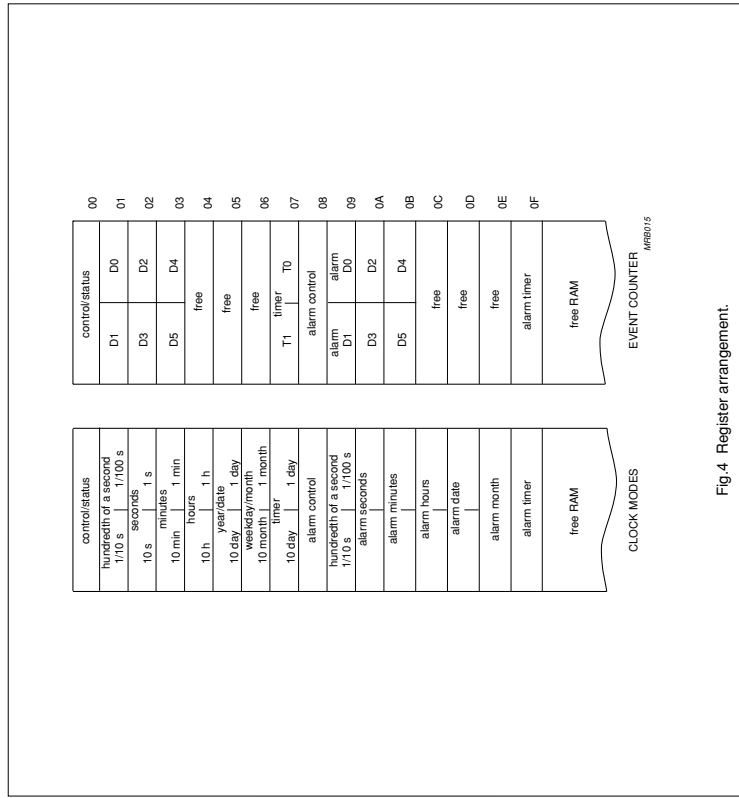 control/status
hundredth of a second
1/10 s 1/100 s
seconds
10 s 1 s
minutes
10 min 1 min
hours
10 h 1 h
year/date
10 day 1 day
weekday/month
10 month 1 month
timer
10 day 1 day
alarm control
hundredth of a second
1/10 s 1/100 s
alarm seconds
alarm minutes
alarm hours
alarm date
alarm month
alarm timer
free RAM
CLOCK MODES
control/status 00
D1 D0 01
D3 D2 02
D5 D4 03
free 04
free 05
free 06
timer
T1 T0 07
alarm control 08
alarm alarm
D1 D0 09
D3 D2 0A
D5 D4 0B
free 0C
free 0D
free 0E
alarm timer 0F
free RAM
EVENT COUNTER
MRB015
Fig.4 Register arrangement.